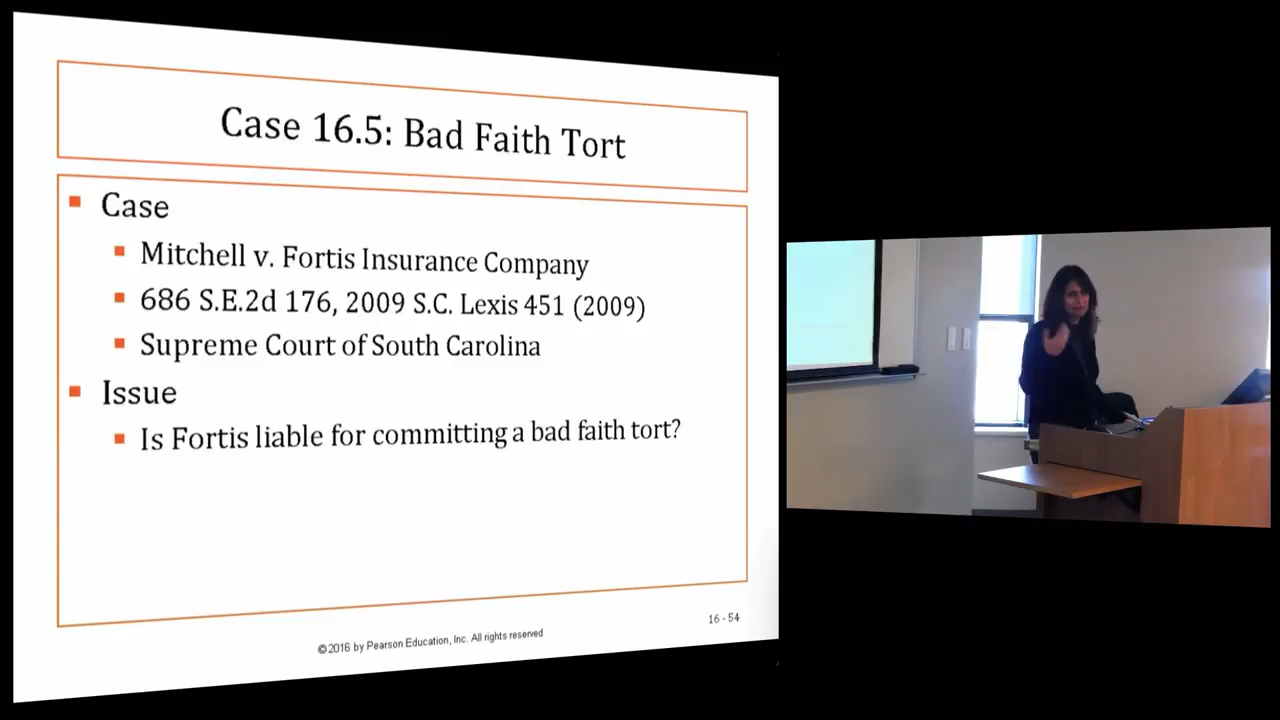 Case 16.5: Bad Faith Tort
Case
Mitchell v. Fortis Insurance Company
686 S.E.2d 176, 2009 S.C. Lexis 451 (2009)
Supreme Court of South Carolina
Issue
Is Fortis liable for committing a bad faith tort?
16 - 54
©2016 by Pearson Education, Inc. All rights reserved